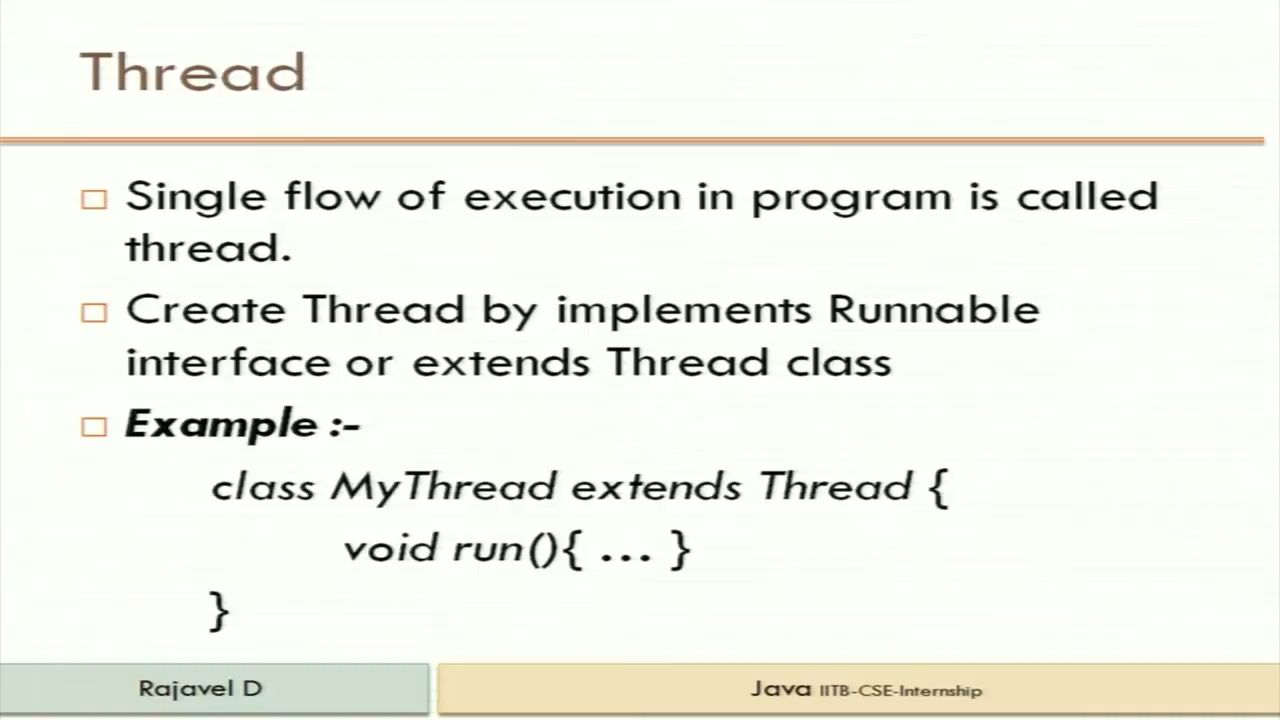 Thread
Single flow of execution in program is called
thread.
Create Thread by implements Runnable
interface or extends Thread class
Example :-
class MyThread extends Thread {
void run(){ ... }
}
Rajavel D
Java IITB-CSE-Internship